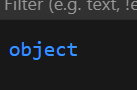 Filter (e.g. text, !e
object